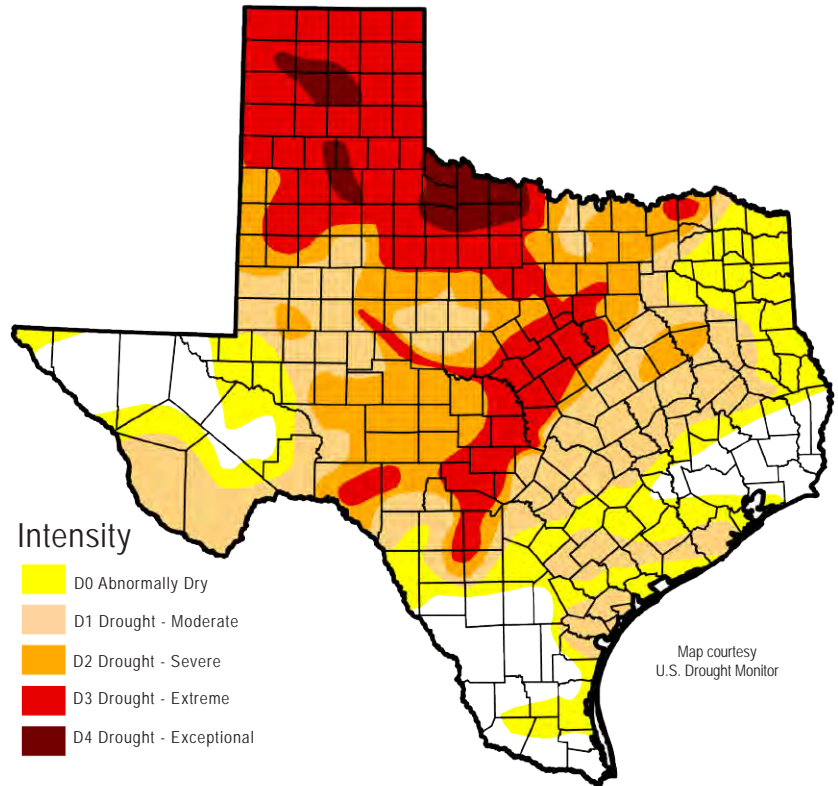 Intensity
D0 Abnormally Dry
D1 Drought - Moderate
D2 Drought - Severe
D3 Drought - Extreme
D4 Drought - Exceptional
Map courtesy
U.S. Drought Monitor